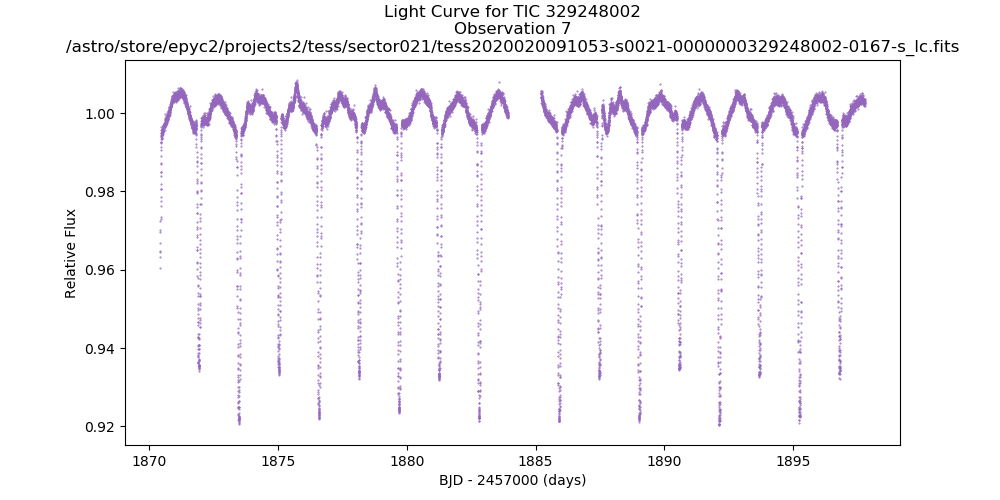 Light Curve for TIC 329248002
Observation 7
/astro/store/epyc2/projects2/tess/sector021/tess2020020091053-s0021-0000000329248002-0167-s_lc.fits
1.00
0.98
0.96
0.94
0.92
Relative Flux
1870
1875
1880
1885
1890
1895
BJD - 2457000 (days)